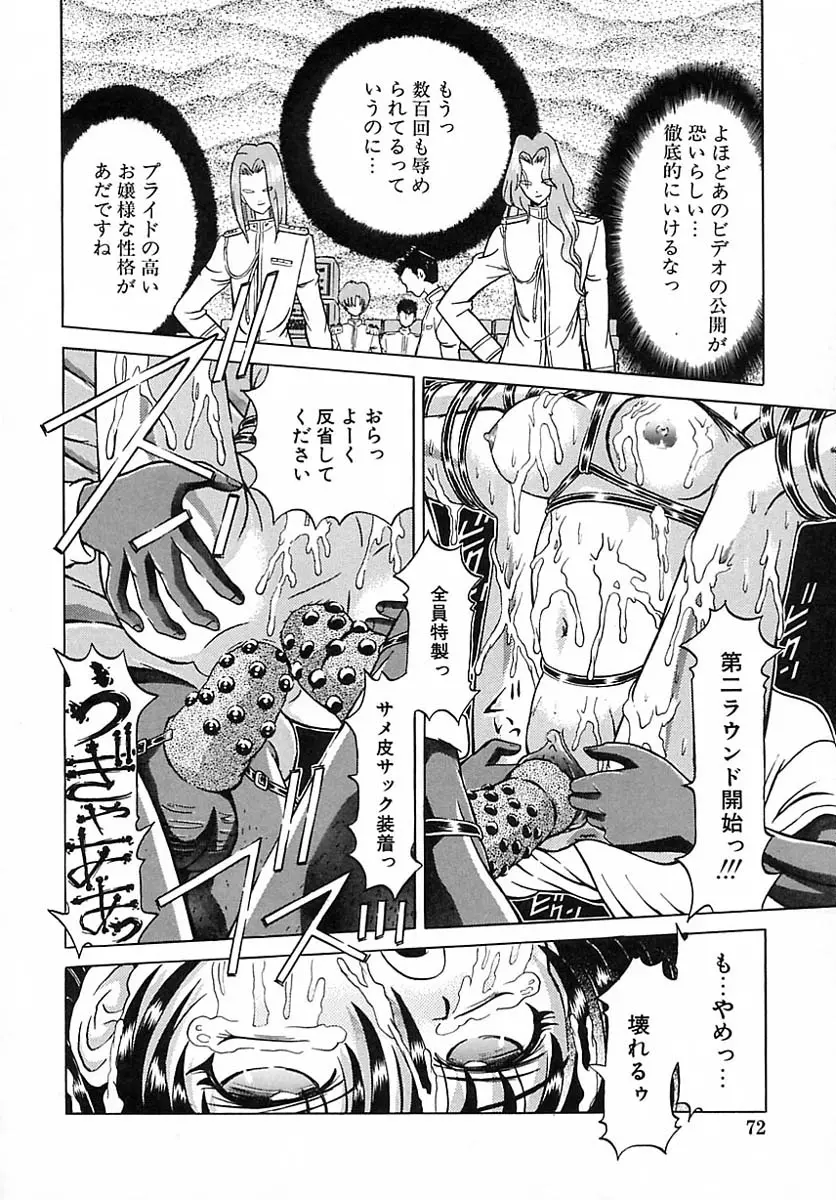 よほどあのビデオの公開が
恐いらしい…
徹底的にいけるなっ
もうっ
数百回も辱め
られてるって
いうのに…
プライドの高い
お嬢様な性格が
あだですね
第二ラウンド開始っ!!!
全員特製っ
サメ皮サック装着っ
おらっ
よーく
反省して
ください
うぎゃああっ
も…やめっ…
壊れるゥ
72